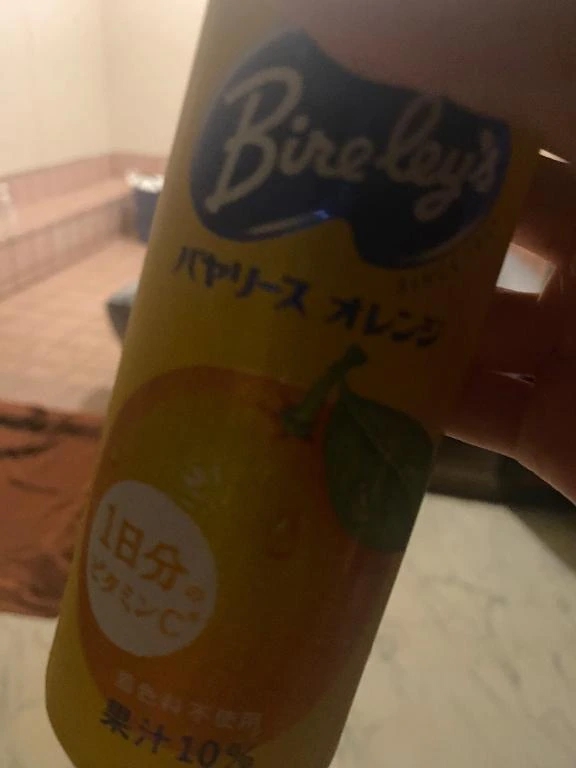 Bireley's
バヤリース オレンジ
1日分の
ビタミンC*
着色料不使用
果汁10%